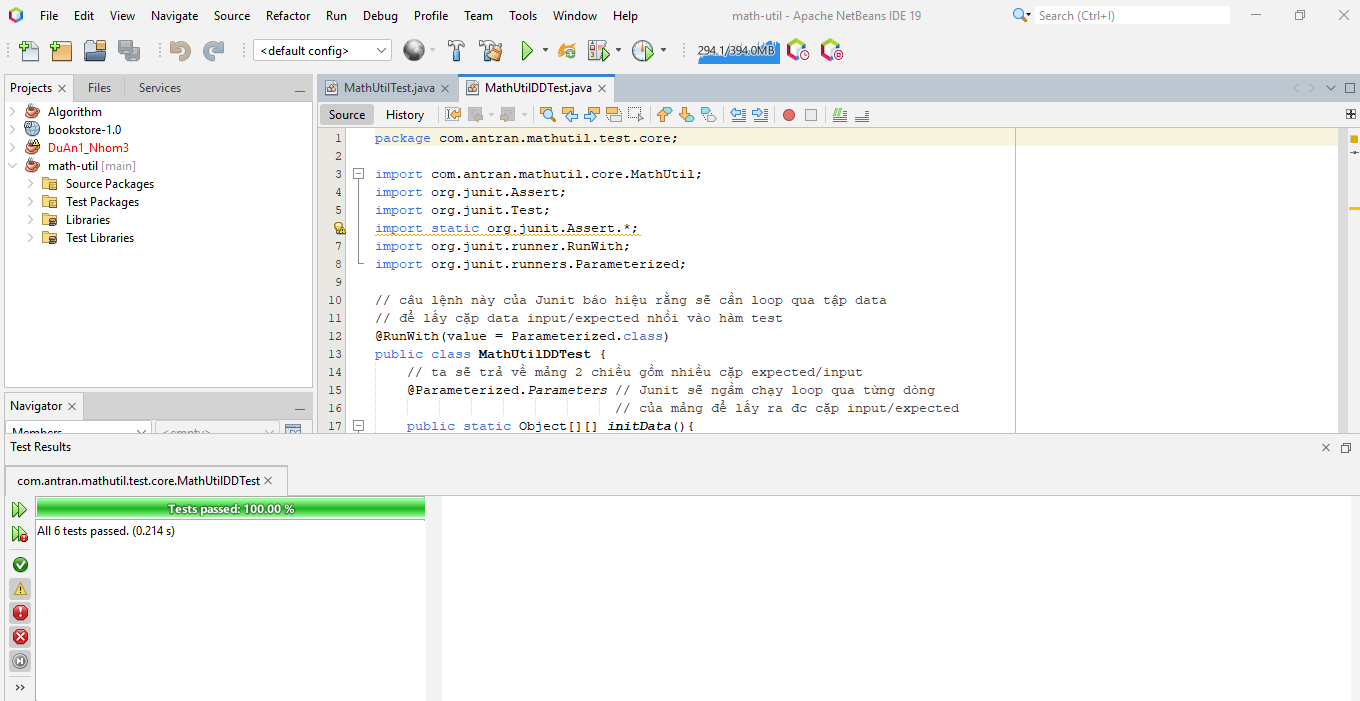 File Edit View Navigate Source Refactor Run Debug Profile Team Tools Window Help
math-util - Apache NetBeans IDE 19
Search (Ctrl+I)
<default config>
294.1/394.0MB
Projects
Files
Services
Algorithm
bookstore-1.0
DuAn1_Nhom3
math-util [main]
Source Packages
Test Packages
Libraries
Test Libraries
Navigator
Members
<empty>
MathUtilTest.java
MathUtilDDTest.java
Source
History
1 package com.antran.mathutil.test.core;
2
3 import com.antran.mathutil.core.MathUtil;
4 import org.junit.Assert;
5 import org.junit.Test;
import static org.junit.Assert.*;
7 import org.junit.runner.RunWith;
8 import org.junit.runners.Parameterized;
9
10 // câu lệnh này của Junit báo hiệu rằng sẽ cần loop qua tập data
11 // để lấy cặp data input/expected nhồi vào hàm test
12 @RunWith(value = Parameterized.class)
13 public class MathUtilDDTest {
14 // ta sẽ trả về mảng 2 chiều gồm nhiều cặp expected/input
15 @Parameterized.Parameters // Junit sẽ ngầm chạy loop qua từng dòng
16 // của mảng để lấy ra đc cặp input/expected
17 public static Object[][] initData(){
Test Results
com.antran.mathutil.test.core.MathUtilDDTest
Tests passed: 100.00 %
All 6 tests passed. (0.214 s)